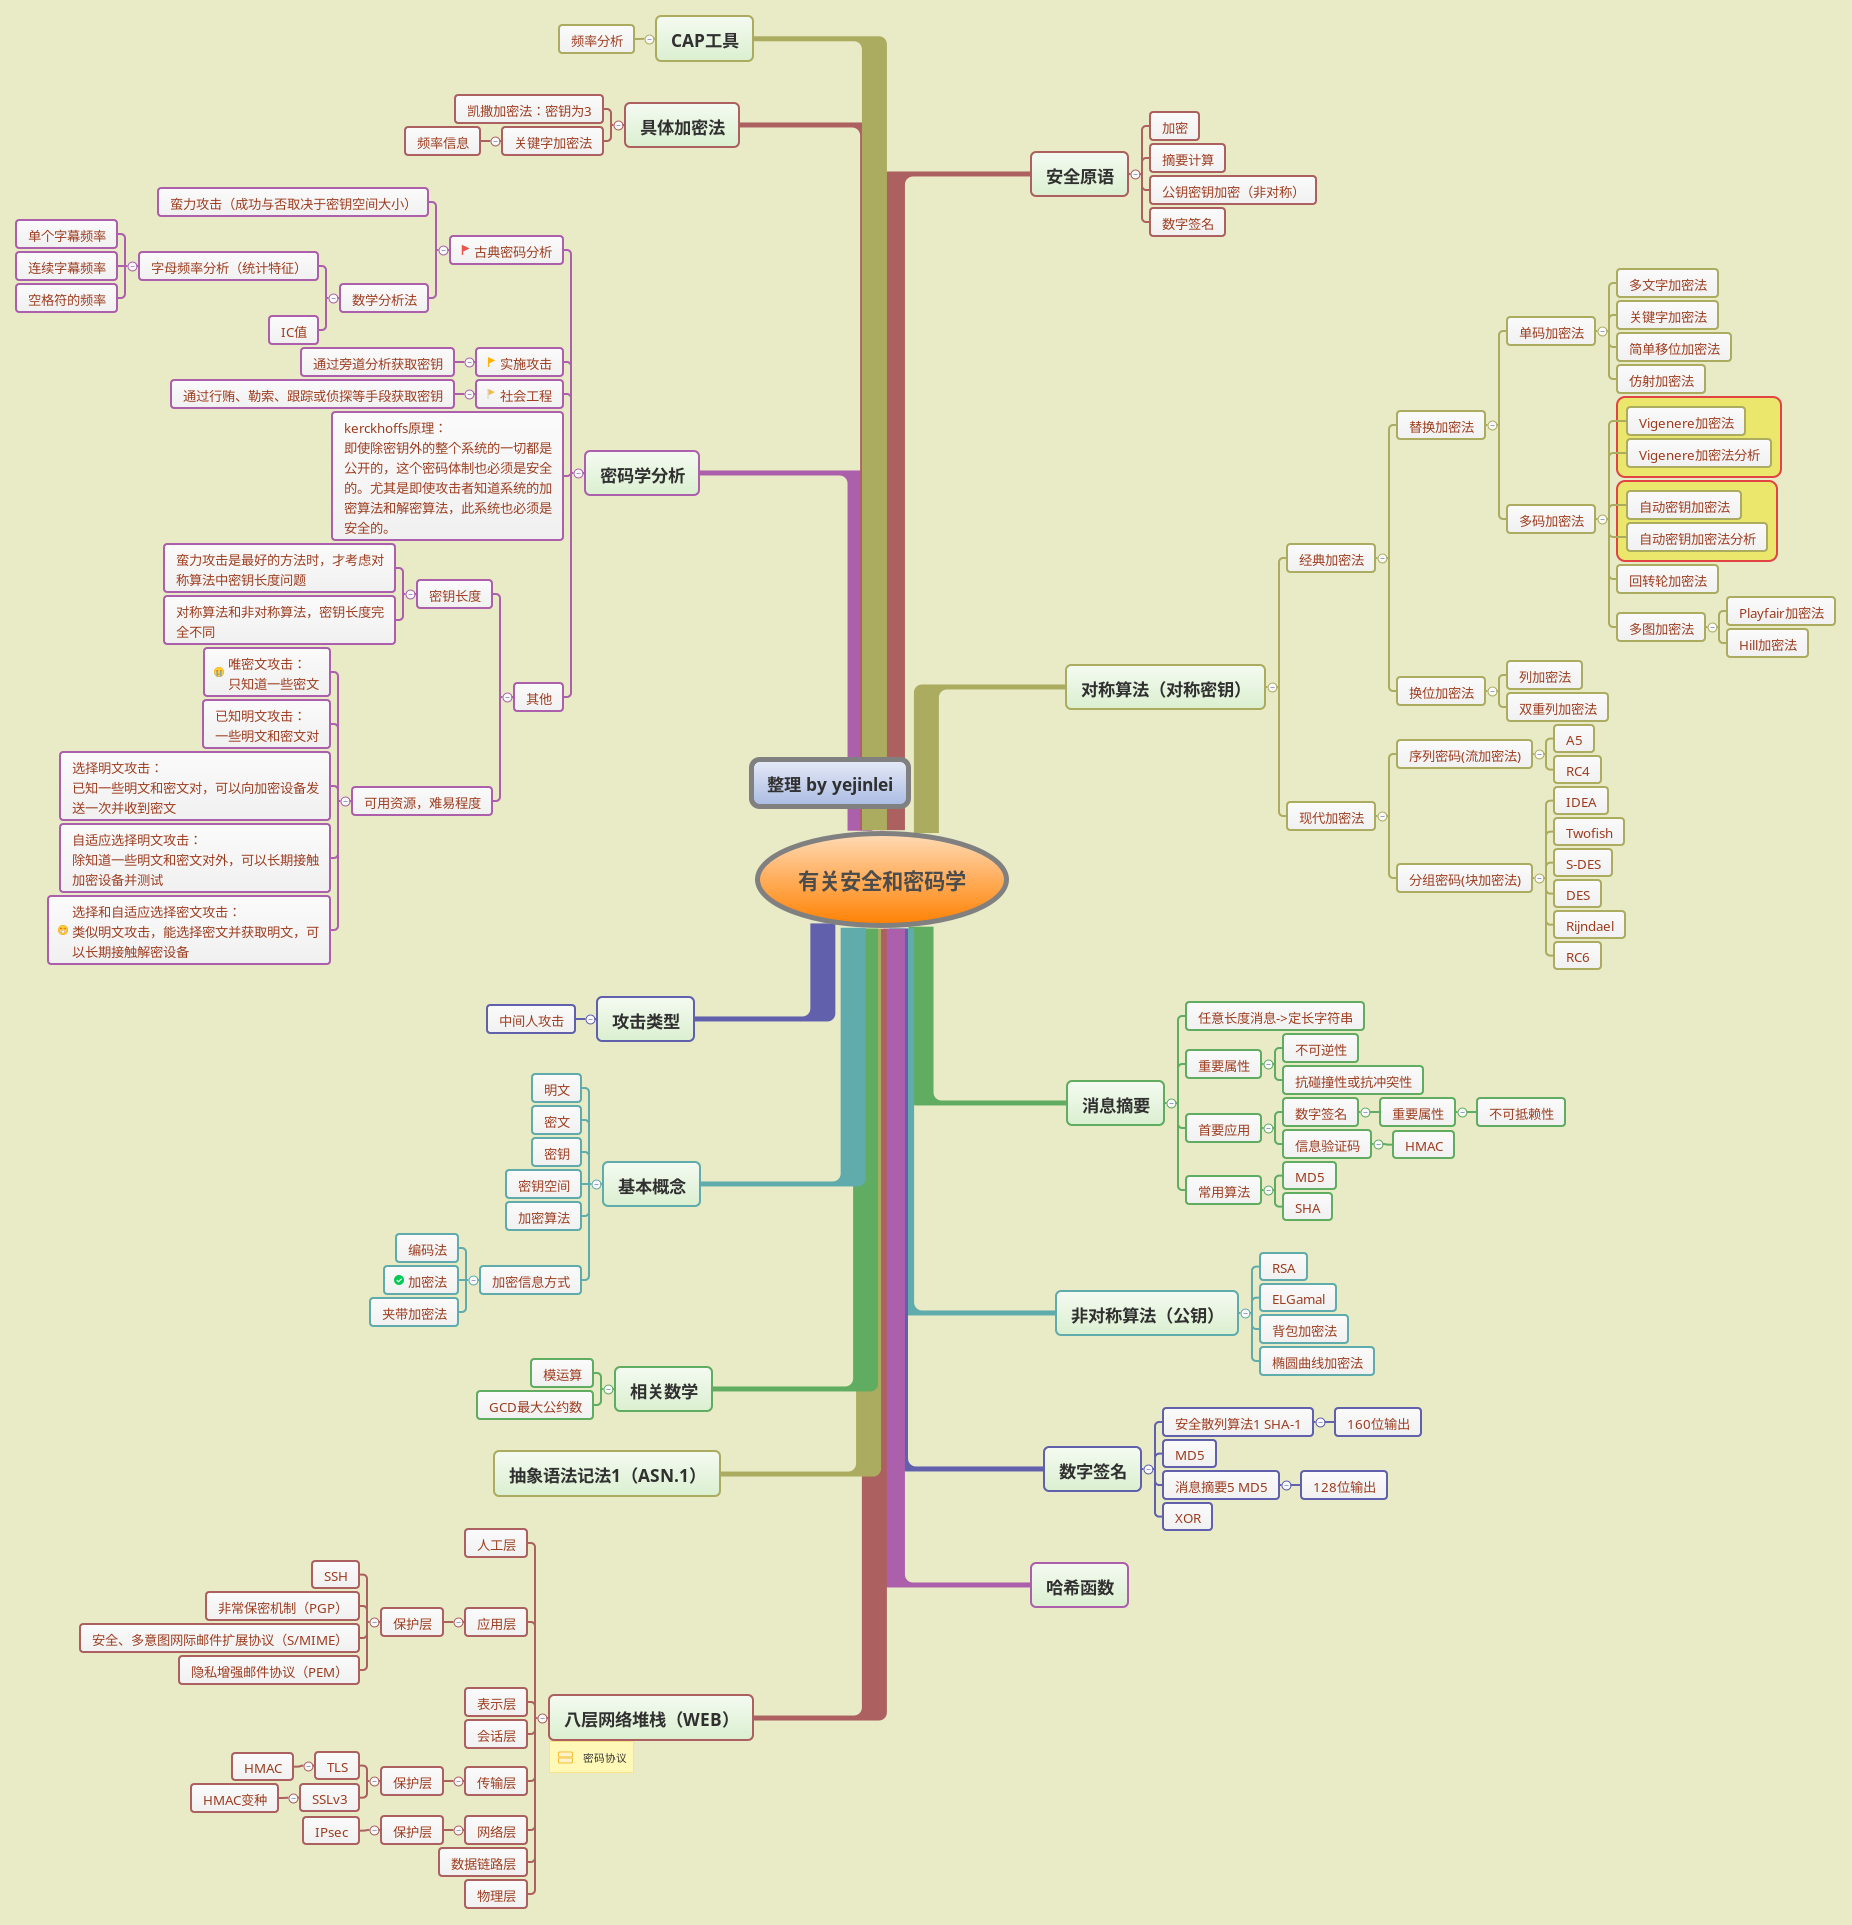 有关安全和密码学
整理 by yejinlei
安全原语
加密
摘要计算
公钥密钥加密（非对称）
数字签名
对称算法（对称密钥）
经典加密法
替换加密法
单码加密法
多文字加密法
关键字加密法
简单移位加密法
仿射加密法
多码加密法
Vigenere加密法
Vigenere加密法分析
自动密钥加密法
自动密钥加密法分析
回转轮加密法
多图加密法
Playfair加密法
Hill加密法
换位加密法
列加密法
双重列加密法
现代加密法
序列密码(流加密法)
A5
RC4
分组密码(块加密法)
IDEA
Twofish
S-DES
DES
Rijndael
RC6
消息摘要
任意长度消息->定长字符串
重要属性
不可逆性
抗碰撞性或抗冲突性
首要应用
数字签名
重要属性
不可抵赖性
信息验证码
HMAC
常用算法
MD5
SHA
非对称算法（公钥）
RSA
ELGamal
背包加密法
椭圆曲线加密法
数字签名
安全散列算法1 SHA-1
160位输出
MD5
消息摘要5 MD5
128位输出
XOR
哈希函数
CAP工具
频率分析
具体加密法
凯撒加密法：密钥为3
关键字加密法
频率信息
密码学分析
古典密码分析
蛮力攻击（成功与否取决于密钥空间大小）
数学分析法
字母频率分析（统计特征）
单个字幕频率
连续字幕频率
空格符的频率
IC值
实施攻击
通过旁道分析获取密钥
社会工程
通过行贿、勒索、跟踪或侦探等手段获取密钥
kerckhoffs原理：
即使除密钥外的整个系统的一切都是
公开的，这个密码体制也必须是安全
的。尤其是即使攻击者知道系统的加
密算法和解密算法，此系统也必须是
安全的。
其他
密钥长度
蛮力攻击是最好的方法时，才考虑对
称算法中密钥长度问题
对称算法和非对称算法，密钥长度完
全不同
可用资源，难易程度
唯密文攻击：
只知道一些密文
已知明文攻击：
一些明文和密文对
选择明文攻击：
已知一些明文和密文对，可以向加密设备发
送一次并收到密文
自适应选择明文攻击：
除知道一些明文和密文对外，可以长期接触
加密设备并测试
选择和自适应选择密文攻击：
类似明文攻击，能选择密文并获取明文，可
以长期接触解密设备
攻击类型
中间人攻击
基本概念
明文
密文
密钥
密钥空间
加密算法
加密信息方式
编码法
加密法
夹带加密法
相关数学
模运算
GCD最大公约数
抽象语法记法1（ASN.1）
八层网络堆栈（WEB）
密码协议
人工层
应用层
保护层
SSH
非常保密机制（PGP）
安全、多意图网际邮件扩展协议（S/MIME）
隐私增强邮件协议（PEM）
表示层
会话层
传输层
保护层
TLS
HMAC
SSLv3
HMAC变种
网络层
保护层
IPsec
数据链路层
物理层